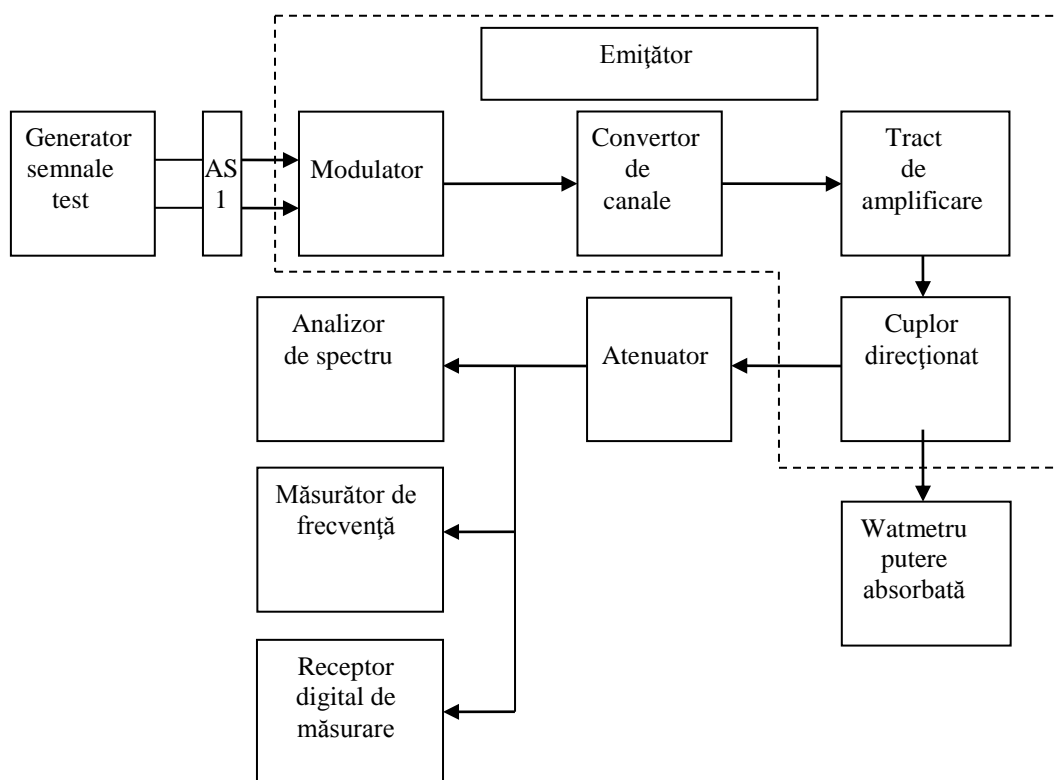 Emiţător
Generator
semnale
test
AS
1
Modulator
Convertor
de
canale
Tract
de
amplificare
Analizor
de spectru
Atenuator
Cuplor
direcţionat
Măsurător de
frecvenţă
Watmetru
putere
absorbată
Receptor
digital de
măsurare